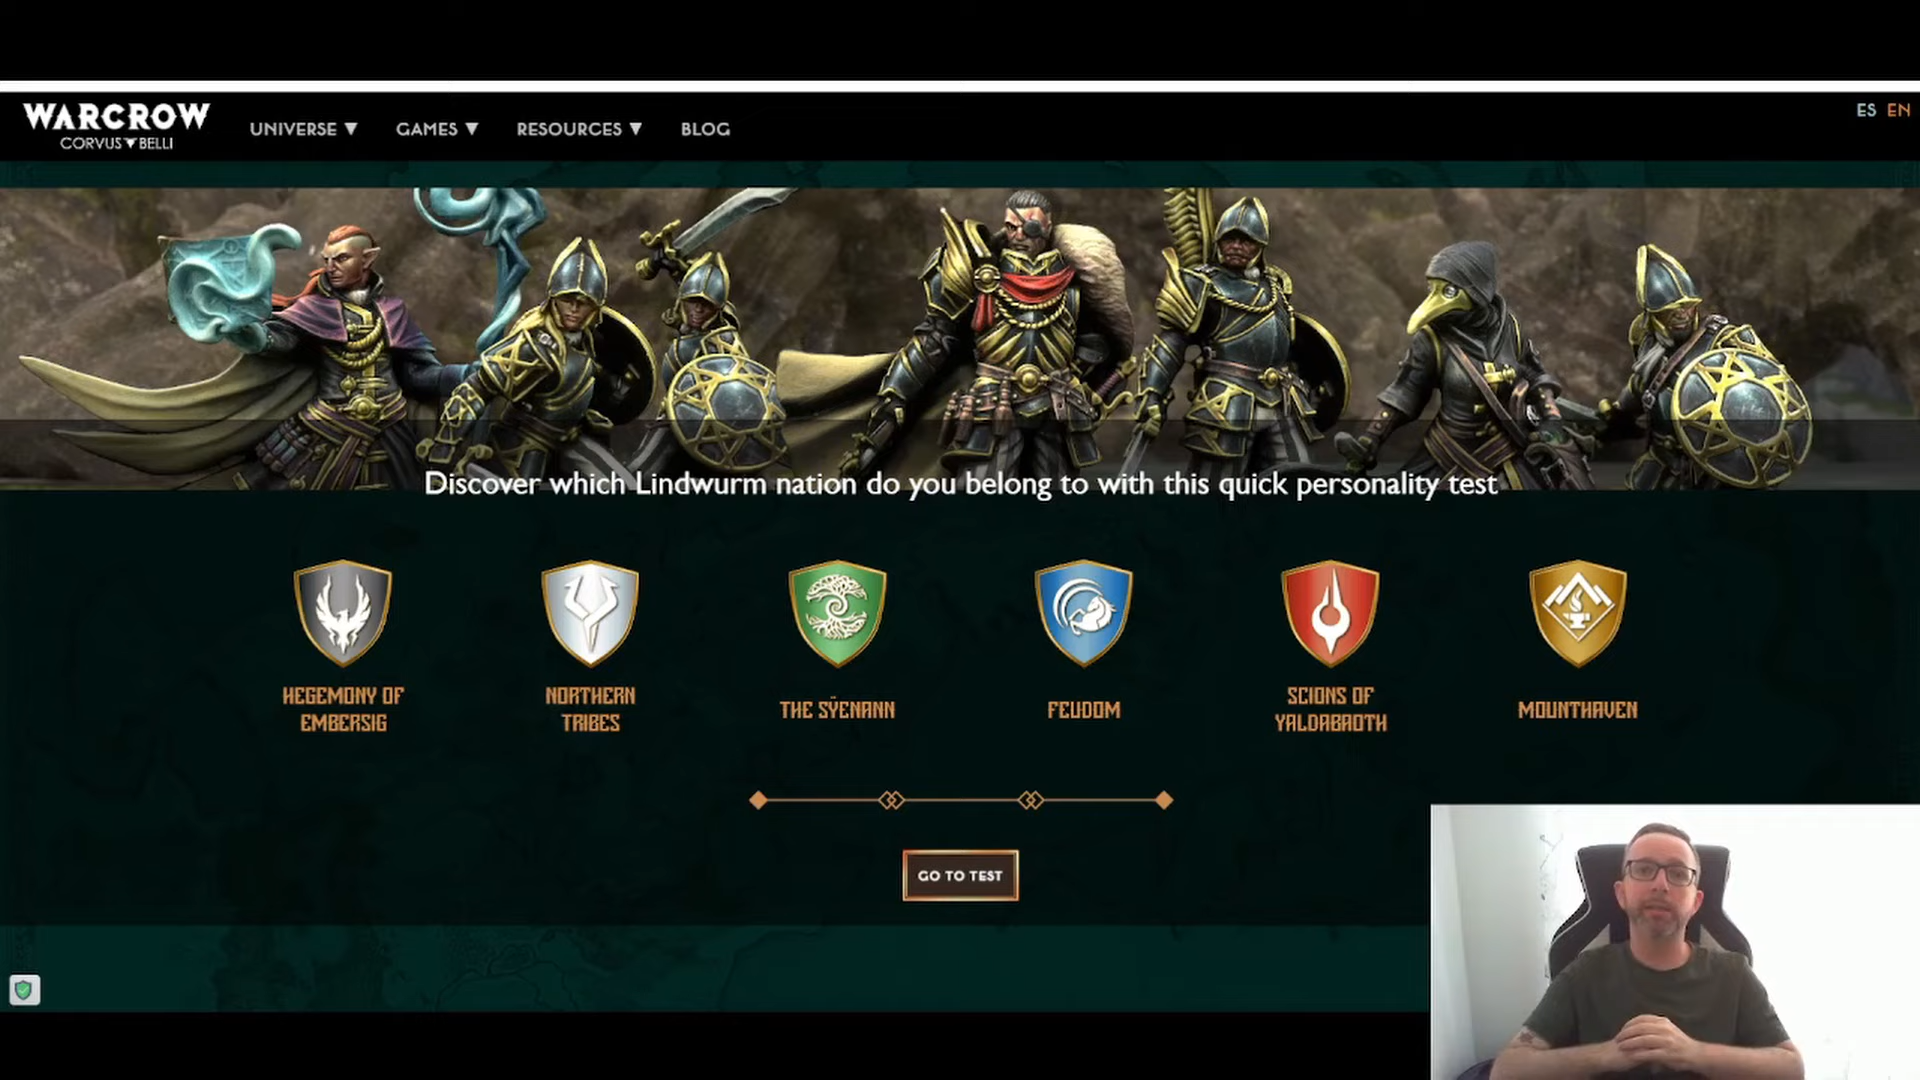 WARCROW
CORVUS BELLI
UNIVERSE ▼
GAMES ▼
RESOURCES ▼
BLOG
ES EN
Discover which Lindwurm nation do you belong to with this quick personality test
HEGEMONY OF
EMBERSIG
NORTHERN
TRIBES
THE SŸENANN
FEUDOM
SCIONS OF
YALDABAOTH
MOUNTHAVEN
GO TO TEST